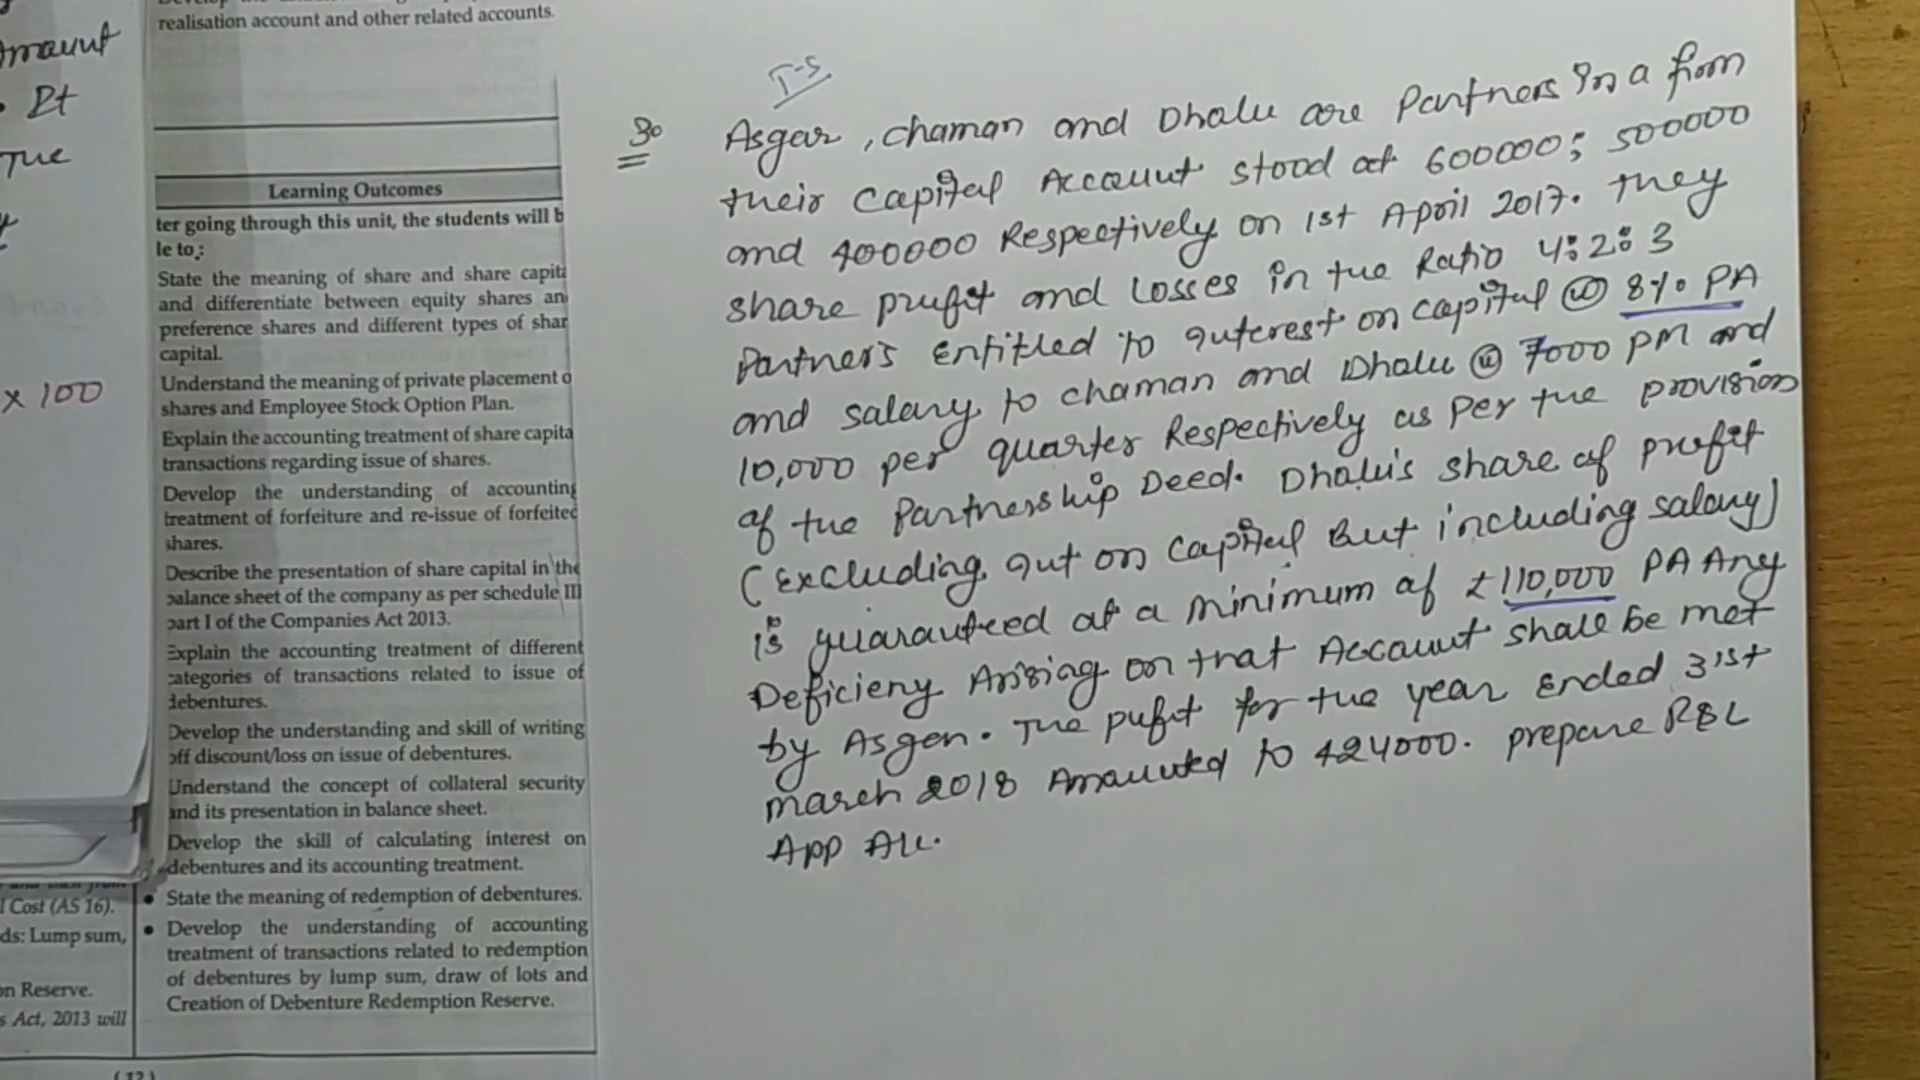 realisation account and other related accounts.
Amount
Rt
The
x 100
Cost (AS 16).
ds: Lump sum,
on Reserve.
s Act, 2013 will
Learning Outcomes
ter going through this unit, the students will b
le to :
State the meaning of share and share capita
and differentiate between equity shares an
preference shares and different types of shar
capital.
Understand the meaning of private placement o
shares and Employee Stock Option Plan.
Explain the accounting treatment of share capita
transactions regarding issue of shares.
Develop the understanding of accounting
treatment of forfeiture and re-issue of forfeited
shares.
Describe the presentation of share capital in the
balance sheet of the company as per schedule III
part I of the Companies Act 2013.
Explain the accounting treatment of different
categories of transactions related to issue of
debentures.
Develop the understanding and skill of writing
off discount/loss on issue of debentures.
Understand the concept of collateral security
and its presentation in balance sheet.
Develop the skill of calculating interest on
debentures and its accounting treatment.
• State the meaning of redemption of debentures.
• Develop the understanding of accounting
treatment of transactions related to redemption
of debentures by lump sum, draw of lots and
Creation of Debenture Redemption Reserve.
(12)
T-S
30 Asgar, chaman and Dhalu are Partners in a firm
their Capital Account stood at 600000; 500000
and 400000 Respectively on 1st April 2017. They
share profit and Losses in the Ratio 4:2:3
Partners Entitled to interest on capital @ 8% PA
and salary to chaman and Dhalu @ 7000 PM and
10,000 per quarter Respectively as per the provision
of the Partnership Deed. Dhalu's share of profit
(excluding int on capital But including salary)
is guaranteed at a minimum of ₹ 110,000 PA Any
Deficieny Arising on that Account shall be met
by Asgar. The profit for the year Ended 31st
march 2018 Amounted to 424000. prepare P&L
App A/c.